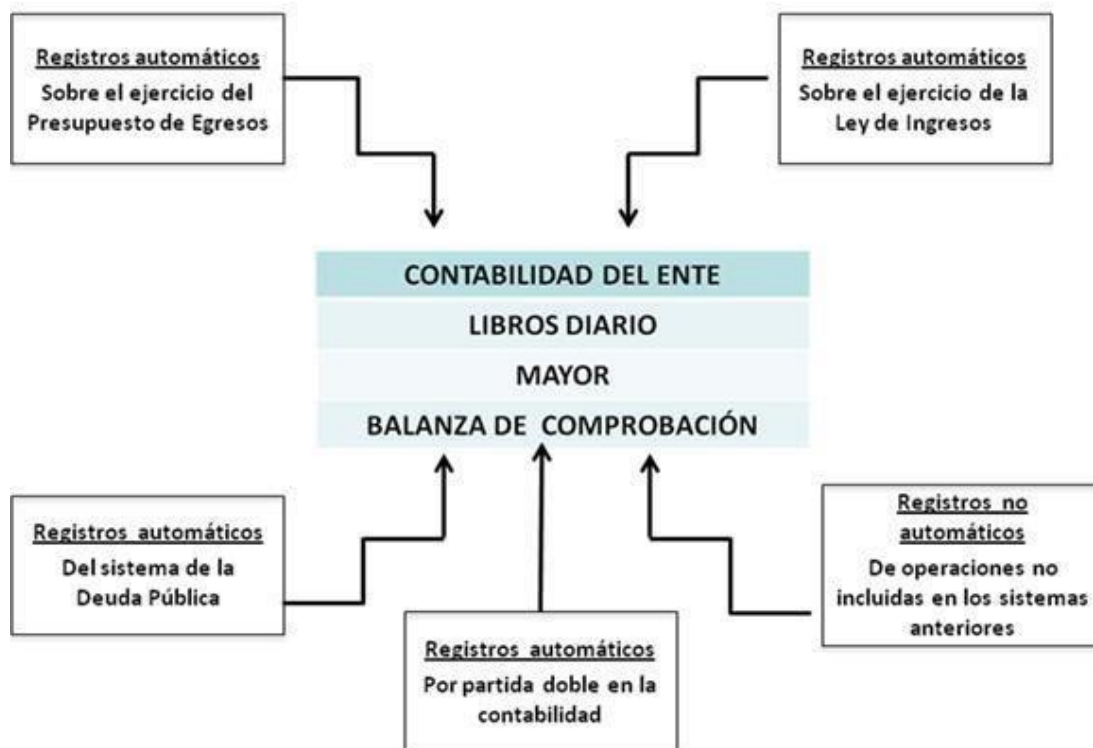 Registros automáticos
Sobre el ejercicio del
Presupuesto de Egresos
Registros automáticos
Sobre el ejercicio de la
Ley de Ingresos
CONTABILIDAD DEL ENTE
LIBROS DIARIO
MAYOR
BALANZA DE COMPROBACIÓN
Registros automáticos
Del sistema de la
Deuda Pública
Registros automáticos
Por partida doble en la
contabilidad
Registros no
automáticos
De operaciones no
incluidas en los sistemas
anteriores